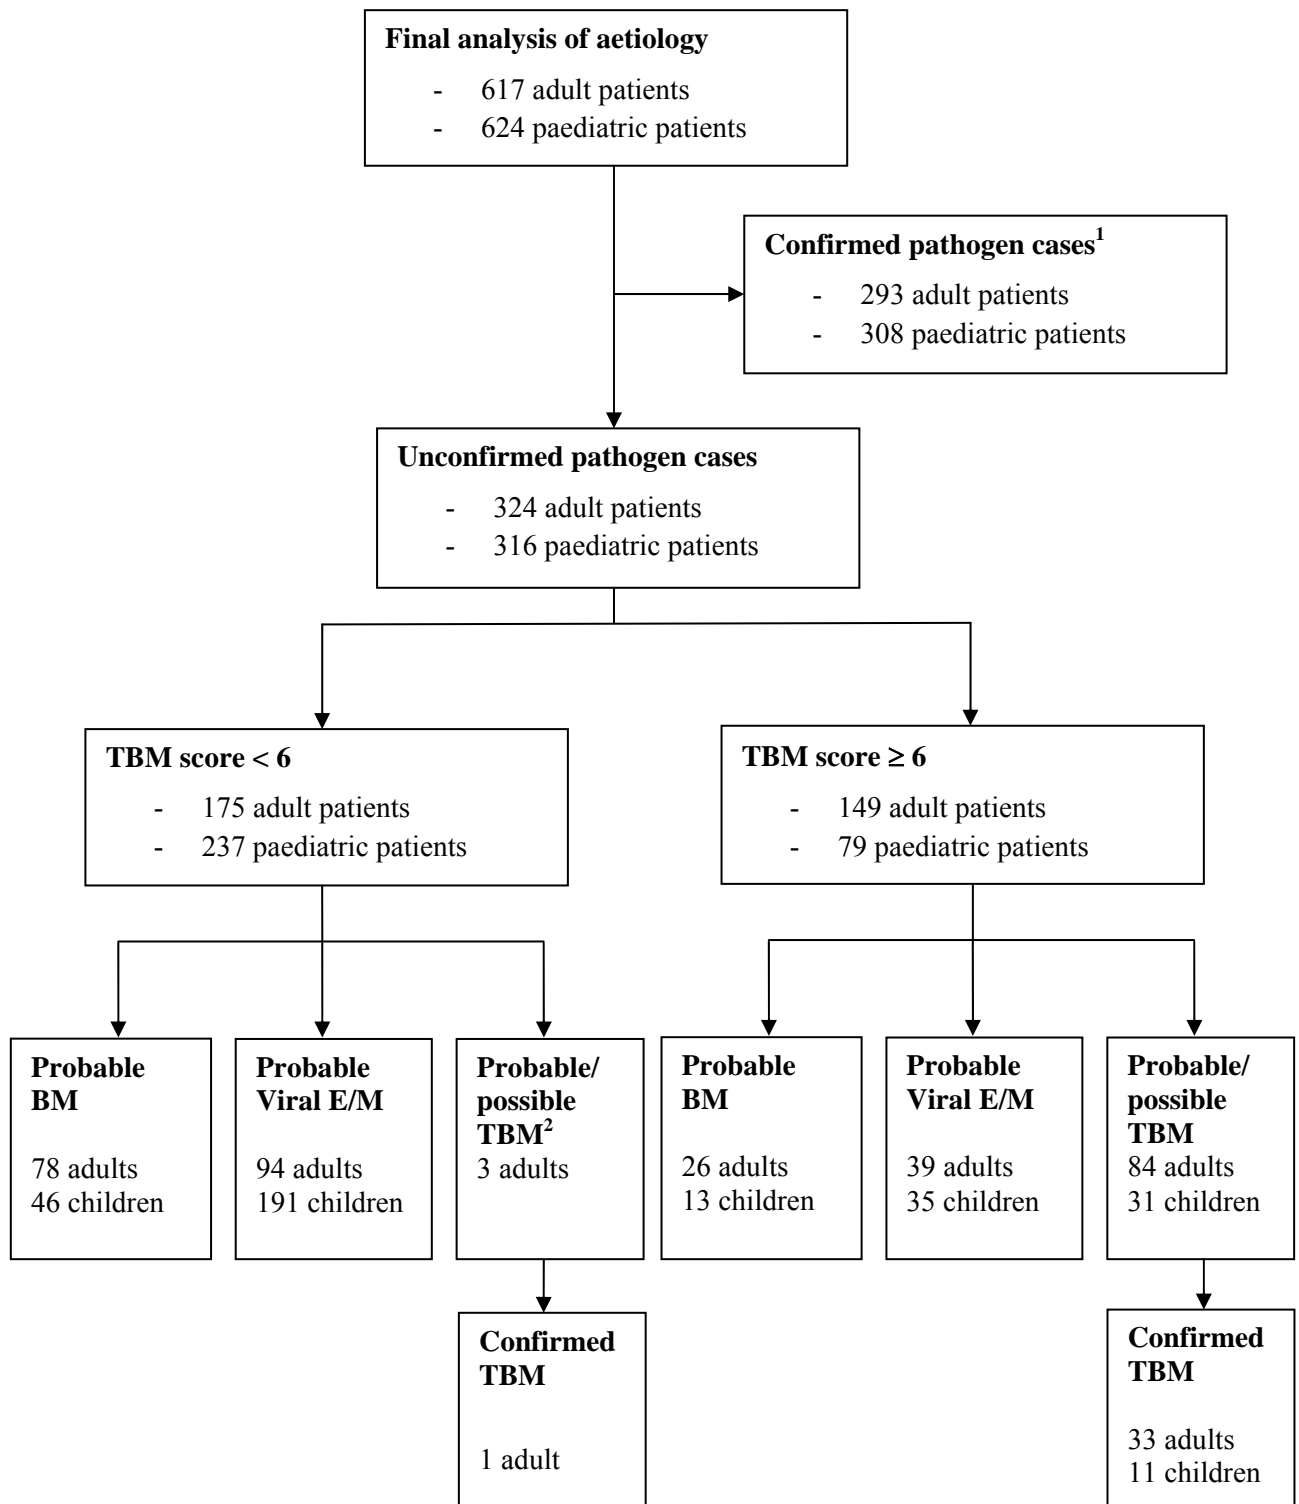 Final analysis of aetiology
- 617 adult patients
- 624 paediatric patients
Confirmed pathogen cases1
- 293 adult patients
- 308 paediatric patients
Unconfirmed pathogen cases
- 324 adult patients
- 316 paediatric patients
TBM score < 6
- 175 adult patients
- 237 paediatric patients
TBM score ≥ 6
- 149 adult patients
- 79 paediatric patients
Probable
BM
78 adults
46 children
Probable
Viral E/M
94 adults
191 children
Probable/
possible
TBM2
3 adults
Probable
BM
26 adults
13 children
Probable
Viral E/M
39 adults
35 children
Probable/
possible
TBM
84 adults
31 children
Confirmed
TBM
1 adult
Confirmed
TBM
33 adults
11 children